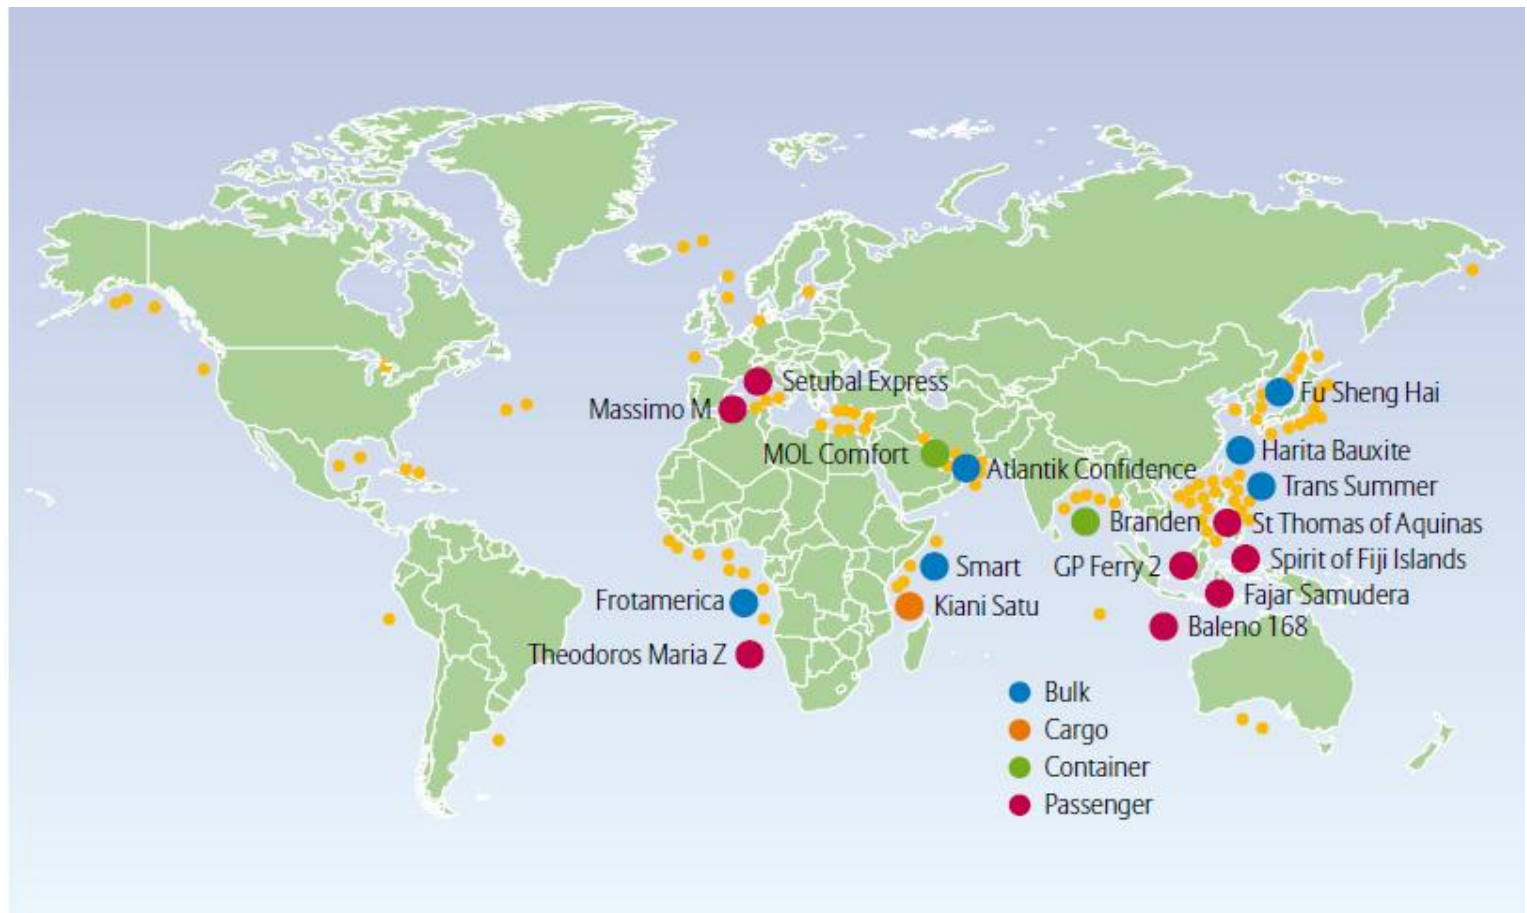 Setubal Express
Fu Sheng Hai
Massimo M
MOL Comfort
Harita Bauxite
Atlantik Confidence
Trans Summer
Branden
St Thomas of Aquinas
Smart
GP Ferry 2
Spirit of Fiji Islands
Frotamerica
Kiani Satu
Fajar Samudera
Baleno 168
Theodoros Maria Z
Bulk
Cargo
Container
Passenger